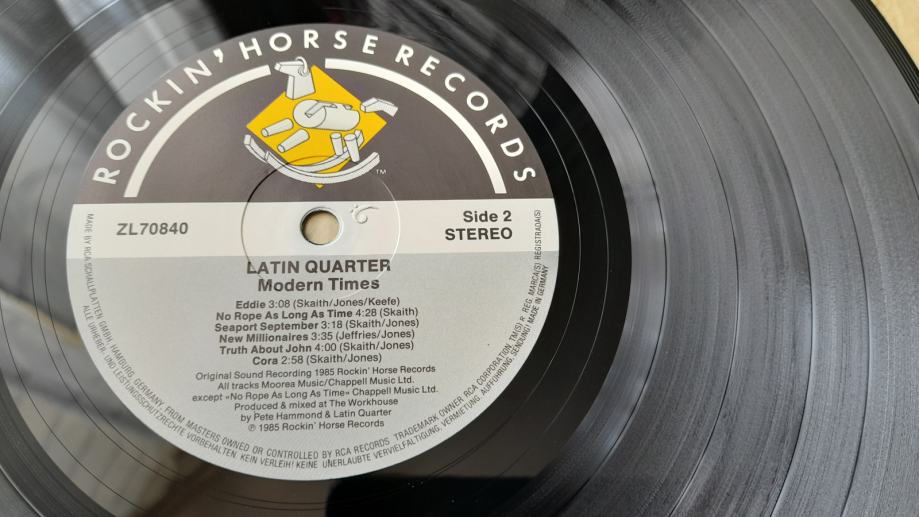 ROCKIN' HORSE RECORDS
TM
ZL70840
Side 2
STEREO
LATIN QUARTER
Modern Times
Eddie 3:08 (Skaith/Jones/Keefe)
No Rope As Long As Time 4:28 (Skaith)
Seaport September 3:18 (Skaith/Jones)
New Millionaires 3:35 (Jeffries/Jones)
Truth About John 4:00 (Skaith/Jones)
Cora 2:58 (Skaith/Jones)
Original Sound Recording 1985 Rockin' Horse Records
All tracks Moorea Music/Chappell Music Ltd.
except »No Rope As Long As Time« Chappell Music Ltd.
Produced & mixed at The Workhouse
by Pete Hammond & Latin Quarter
℗ 1985 Rockin' Horse Records
MADE BY RCA SCHALLPLATTEN GMBH, HAMBURG, GERMANY, FROM MASTERS OWNED OR CONTROLLED BY RCA RECORDS TRADEMARK OWNER RCA CORPORATION, TM(S) ® REG. MARCA(S) REGISTRADA(S)
ALLE URHEBER- UND LEISTUNGSSCHUTZRECHTE VORBEHALTEN. KEIN VERLEIH! KEINE UNERLAUBTE VERVIELFÄLTIGUNG, VERMIETUNG, AUFFÜHRUNG, SENDUNG! MADE IN GERMANY